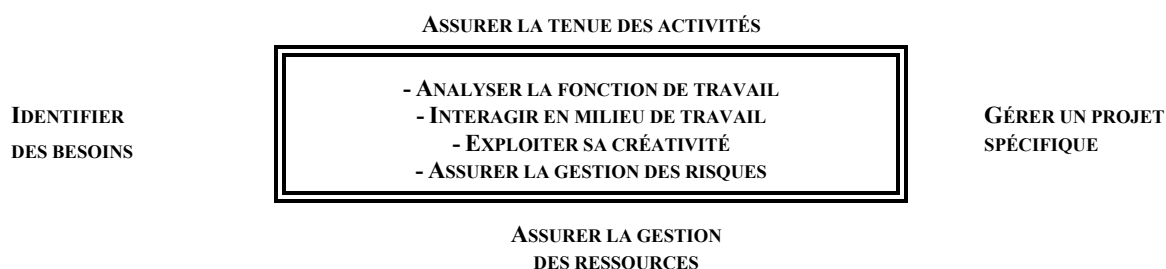 ASSURER LA TENUE DES ACTIVITÉS
- ANALYSER LA FONCTION DE TRAVAIL
- INTERAGIR EN MILIEU DE TRAVAIL
- EXPLOITER SA CRÉATIVITÉ
- ASSURER LA GESTION DES RISQUES
IDENTIFIER
DES BESOINS
GÉRER UN PROJET
SPÉCIFIQUE
ASSURER LA GESTION
DES RESSOURCES